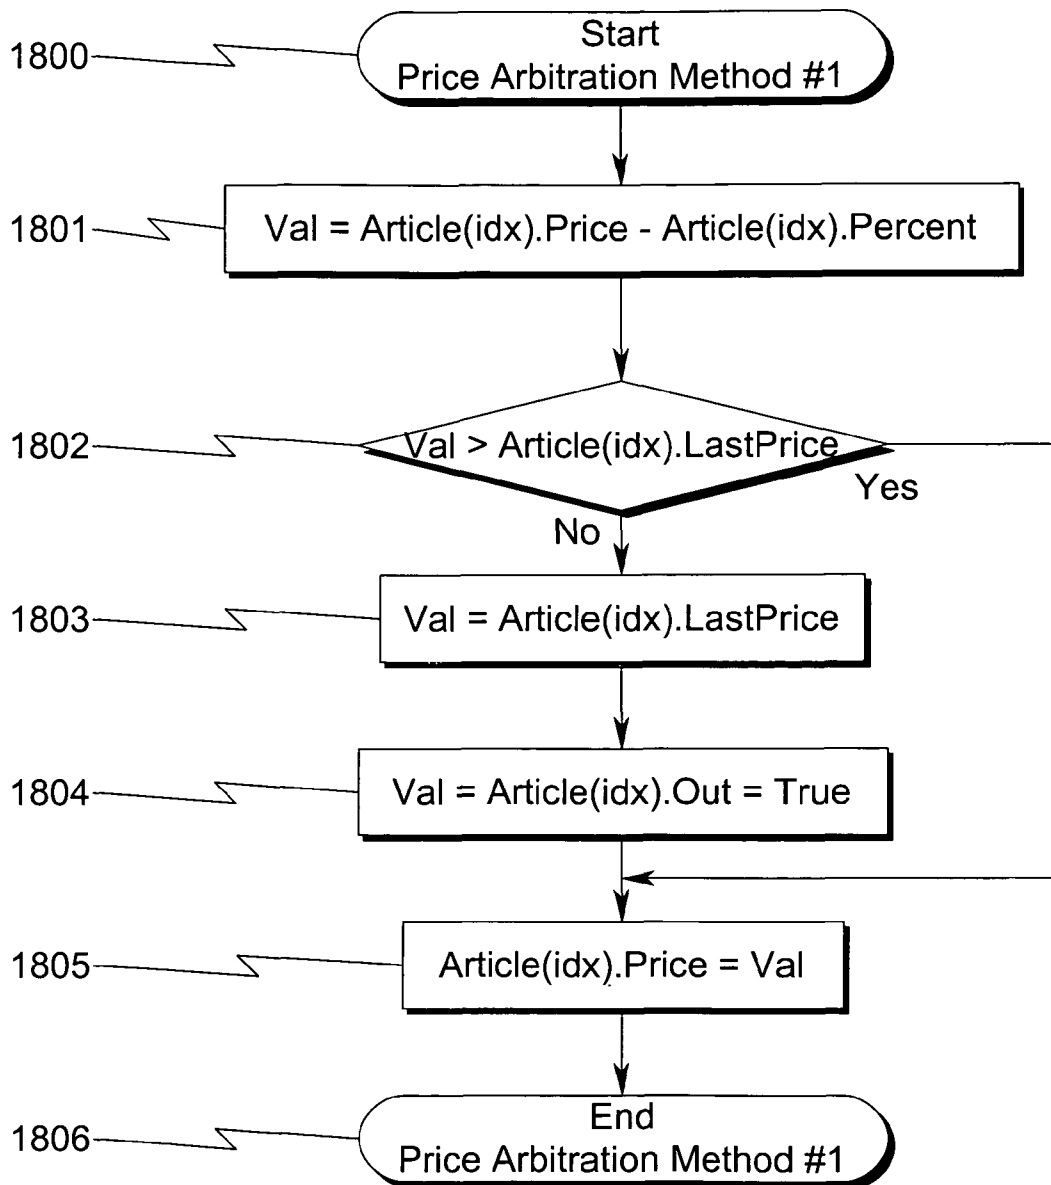 1800
Start
Price Arbitration Method #1
1801
Val = Article(idx).Price - Article(idx).Percent
1802
Val > Article(idx).LastPrice
Yes
No
1803
Val = Article(idx).LastPrice
1804
Val = Article(idx).Out = True
1805
Article(idx).Price = Val
1806
End
Price Arbitration Method #1